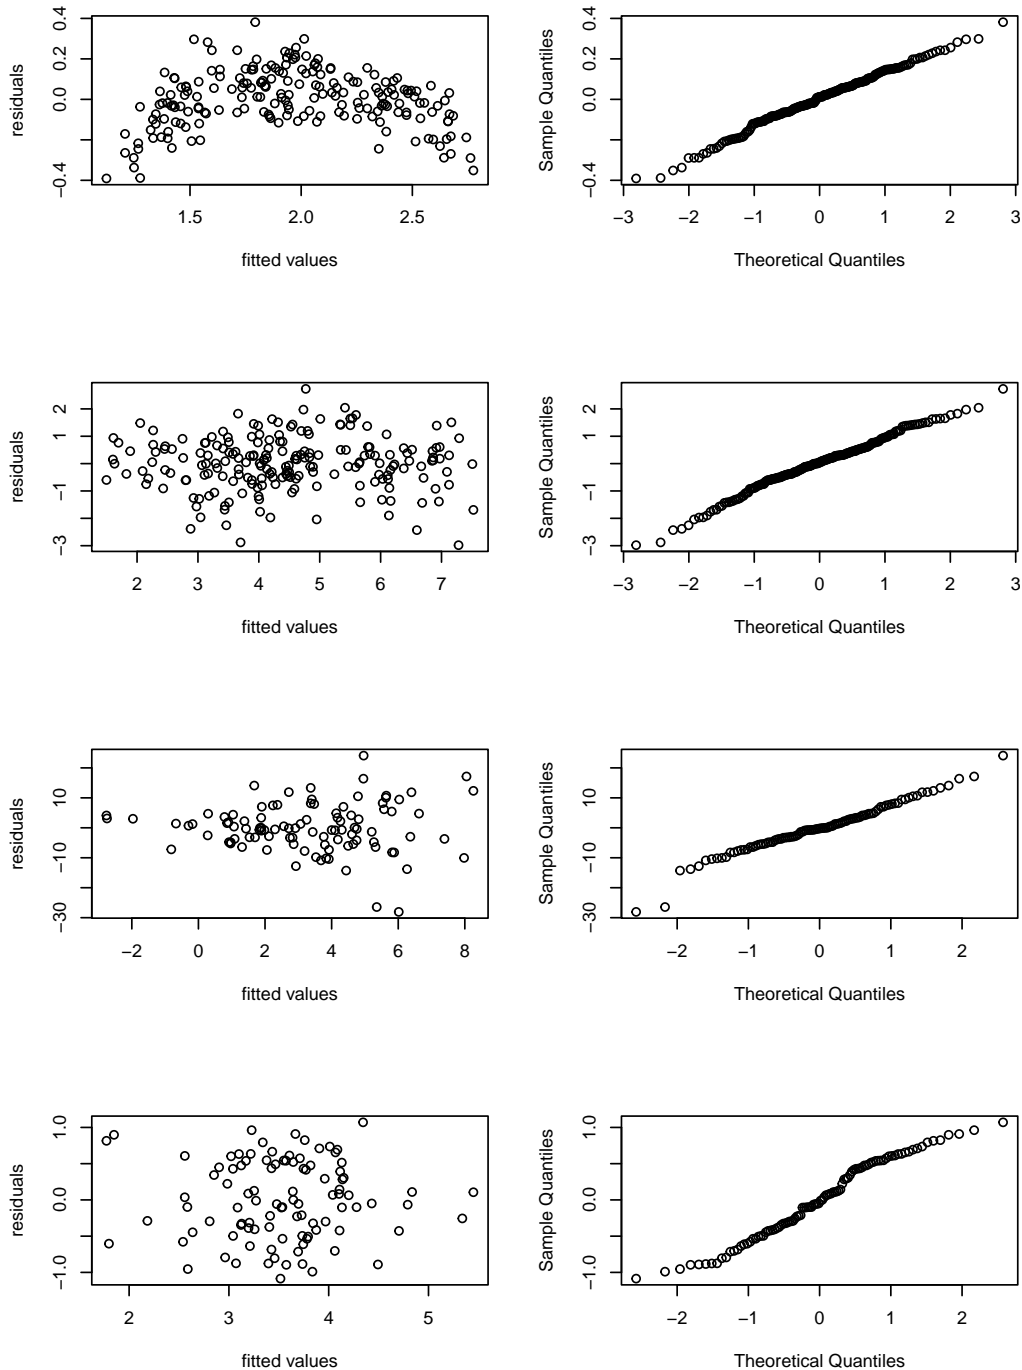 residuals
0.4
0.2
0.0
−0.4
1.5 2.0 2.5
fitted values
Sample Quantiles
0.4
0.2
0.0
−0.4
−3 −2 −1 0 1 2 3
Theoretical Quantiles
residuals
2
1
−1
−3
2 3 4 5 6 7
fitted values
Sample Quantiles
2
1
−1
−3
−3 −2 −1 0 1 2 3
Theoretical Quantiles
residuals
10
−10
−30
−2 0 2 4 6 8
fitted values
Sample Quantiles
10
−10
−30
−2 −1 0 1 2
Theoretical Quantiles
residuals
1.0
0.0
−1.0
2 3 4 5
fitted values
Sample Quantiles
1.0
0.0
−1.0
−2 −1 0 1 2
Theoretical Quantiles